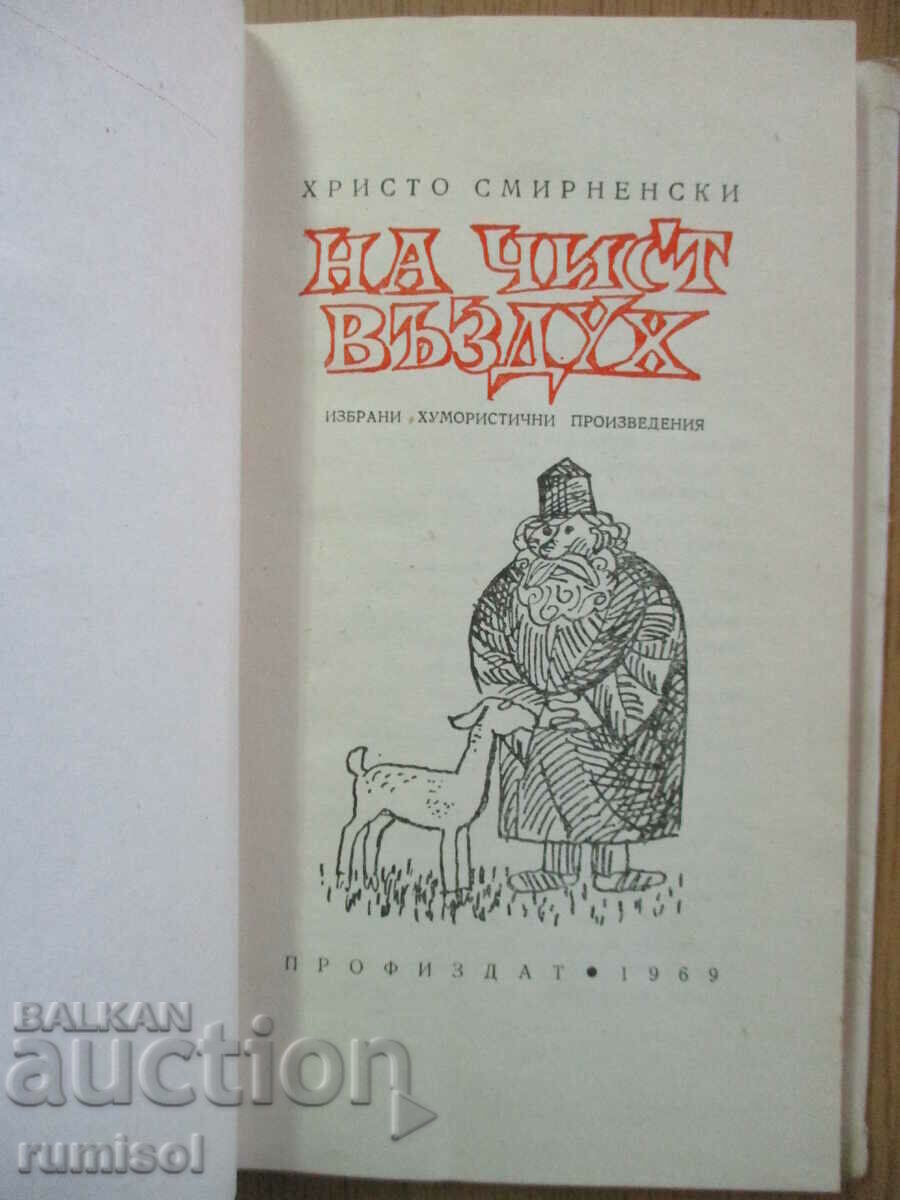 ХРИСТО СМИРНЕНСКИ
НА ЧИСТ
ВЪЗДУХ
ИЗБРАНИ ХУМОРИСТИЧНИ ПРОИЗВЕДЕНИЯ
ПРОФИЗДАТ • 1969
BALKAN
auction
rumisol